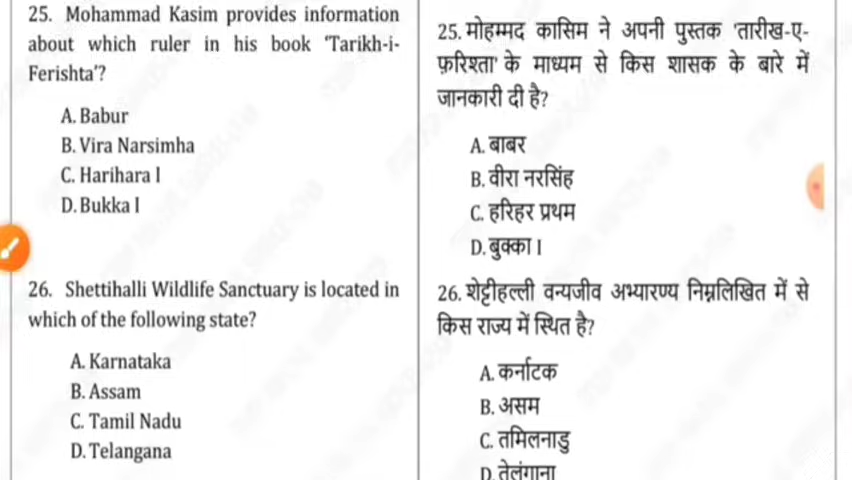 25. Mohammad Kasim provides information
about which ruler in his book 'Tarikh-i-
Ferishta'?
A. Babur
B. Vira Narsimha
C. Harihara I
D. Bukka I
26. Shettihalli Wildlife Sanctuary is located in
which of the following state?
A. Karnataka
B. Assam
C. Tamil Nadu
D. Telangana
25. मोहम्मद कासिम ने अपनी पुस्तक 'तारीख-ए-
फ़रिश्ता' के माध्यम से किस शासक के बारे में
जानकारी दी है?
A. बाबर
B. वीरा नरसिंह
C. हरिहर प्रथम
D. बुक्का I
26. शेट्टीहल्ली वन्यजीव अभ्यारण्य निम्नलिखित में से
किस राज्य में स्थित है?
A. कर्नाटक
B. असम
C. तमिलनाडु
D. तेलंगाना